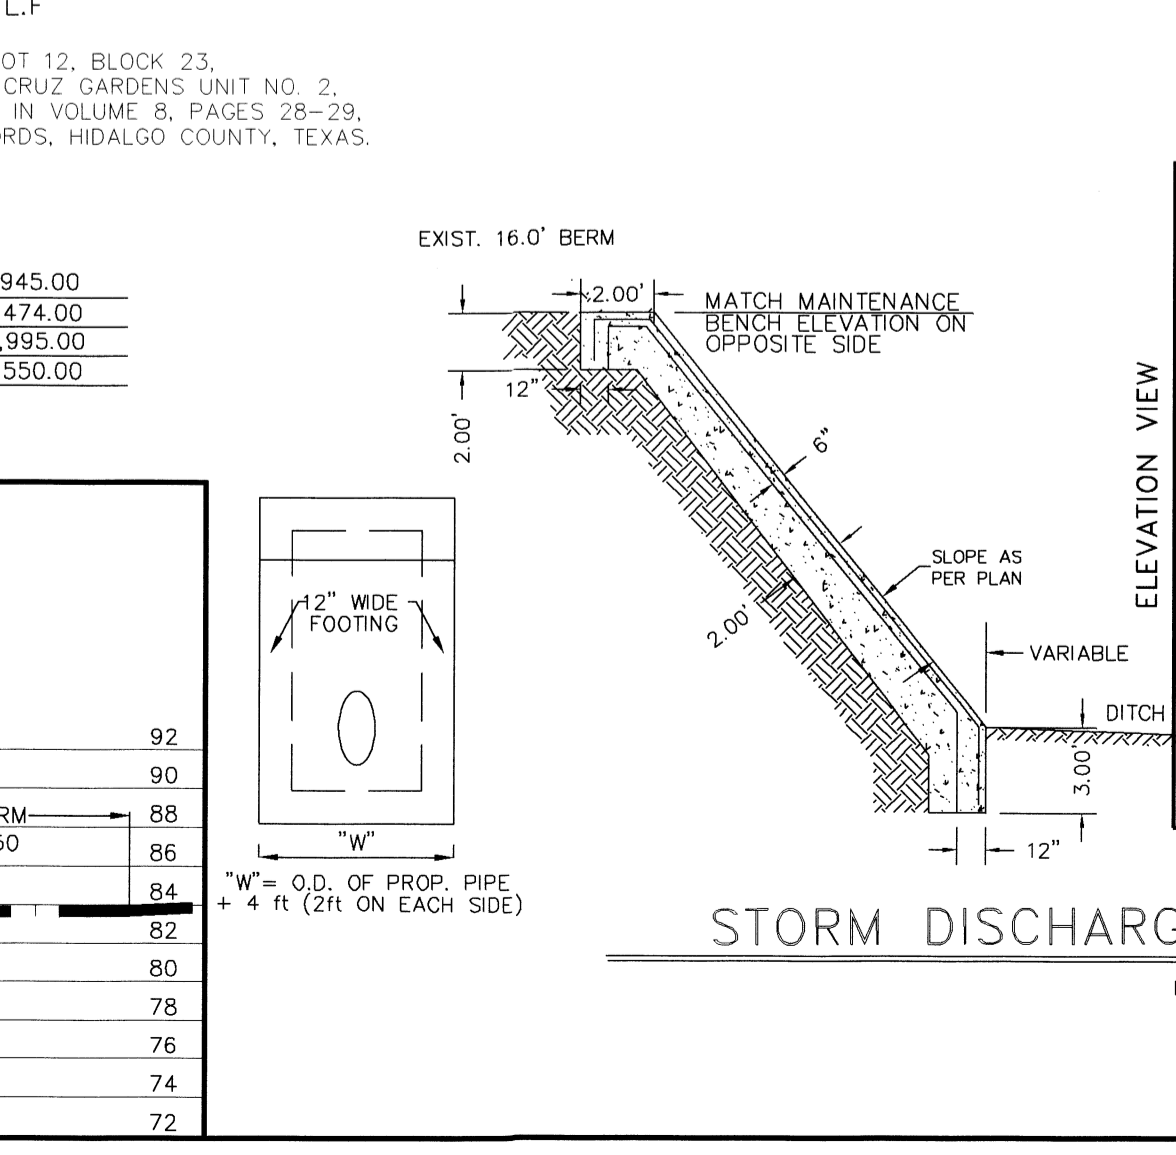 L.F
OT 12, BLOCK 23,
CRUZ GARDENS UNIT NO. 2,
IN VOLUME 8, PAGES 28-29,
ORDS, HIDALGO COUNTY, TEXAS.
945.00
474.00
,995.00
550.00
EXIST. 16.0' BERM
2.00'
MATCH MAINTENANCE
BENCH ELEVATION ON
OPPOSITE SIDE
12"
2.00'
6"
SLOPE AS
PER PLAN
2.00'
VARIABLE
DITCH
3.00'
12"
ELEVATION VIEW
12" WIDE
FOOTING
"W"
"W"= O.D. OF PROP. PIPE
+ 4 ft (2ft ON EACH SIDE)
92
90
RM
88
60
86
84
82
80
78
76
74
72
STORM DISCHARG